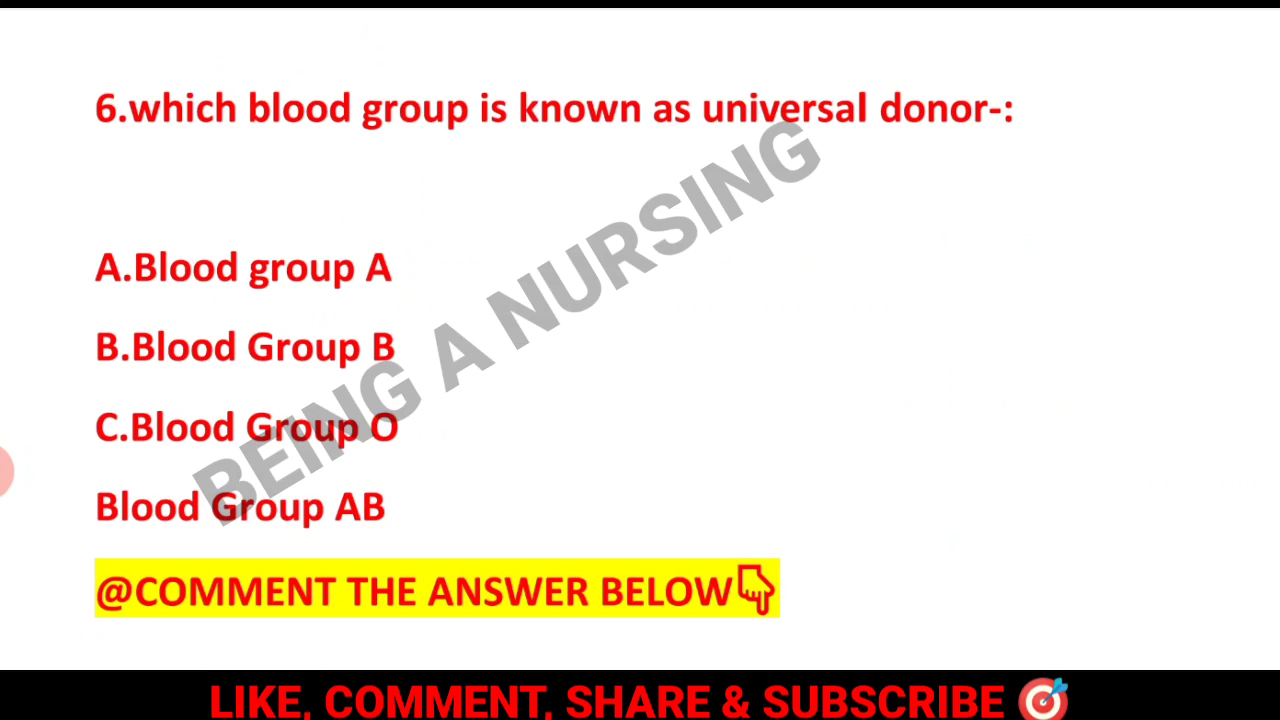 6.which blood group is known as universal donor-:
A.Blood group A
B.Blood Group B
C.Blood Group O
Blood Group AB
@COMMENT THE ANSWER BELOW👇
BEING A NURSING
LIKE, COMMENT, SHARE & SUBSCRIBE 🎯